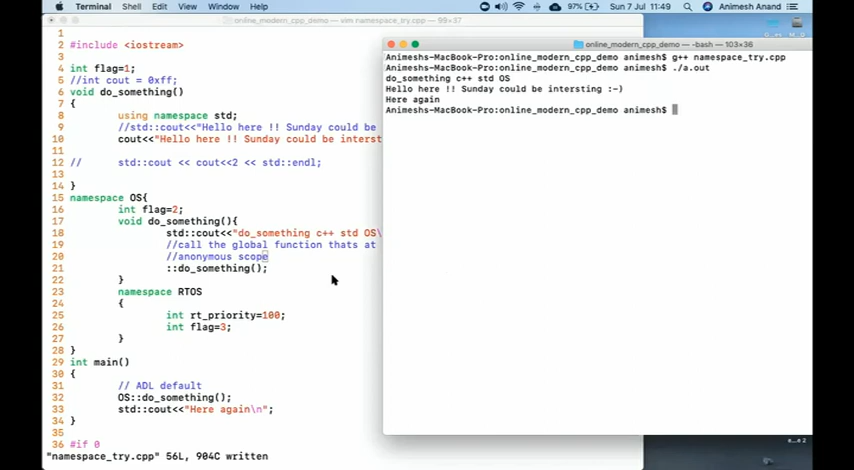 Terminal Shell Edit View Window Help 97% Sun 7 Jul 11:49 Animesh Anand
online_modern_cpp_demo — vim namespace_try.cpp — 99×37
1
2 #include <iostream>
3
4 int flag=1;
5 //int cout = 0xff;
6 void do_something()
7 {
8 using namespace std;
9 //std::cout<<"Hello here !! Sunday could be
10 cout<<"Hello here !! Sunday could be interst
11
12 // std::cout << cout<<2 << std::endl;
13
14 }
15 namespace OS{
16 int flag=2;
17 void do_something(){
18 std::cout<<"do_something c++ std OS\
19 //call the global function thats at
20 //anonymous scope
21 ::do_something();
22 }
23 namespace RTOS
24 {
25 int rt_priority=100;
26 int flag=3;
27 }
28 }
29 int main()
30 {
31 // ADL default
32 OS::do_something();
33 std::cout<<"Here again\n";
34 }
35
36 #if 0
"namespace_try.cpp" 56L, 904C written
online_modern_cpp_demo — -bash — 103×36
Animeshs-MacBook-Pro:online_modern_cpp_demo animesh$ g++ namespace_try.cpp
Animeshs-MacBook-Pro:online_modern_cpp_demo animesh$ ./a.out
do_something c++ std OS
Hello here !! Sunday could be intersting :-)
Here again
Animeshs-MacBook-Pro:online_modern_cpp_demo animesh$